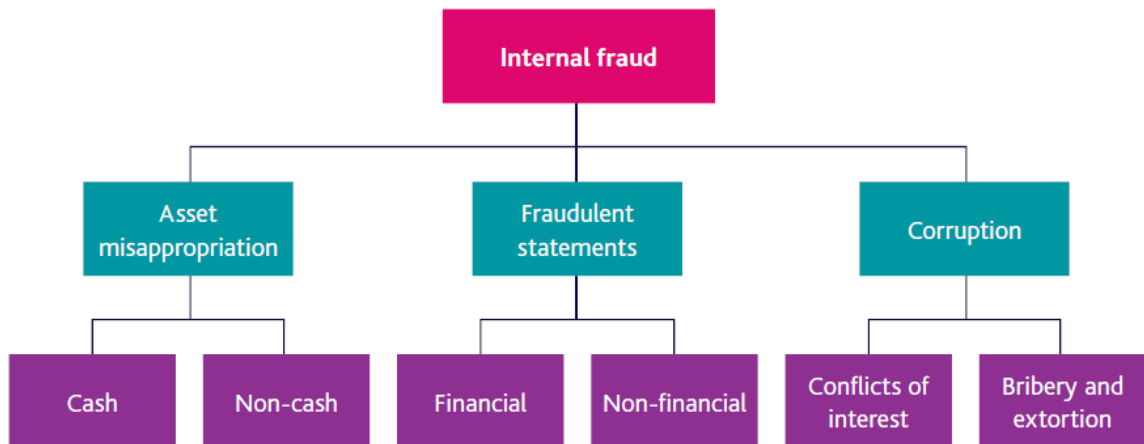 Internal fraud
Asset
misappropriation
Fraudulent
statements
Corruption
Cash
Non-cash
Financial
Non-financial
Conflicts of
interest
Bribery and
extortion